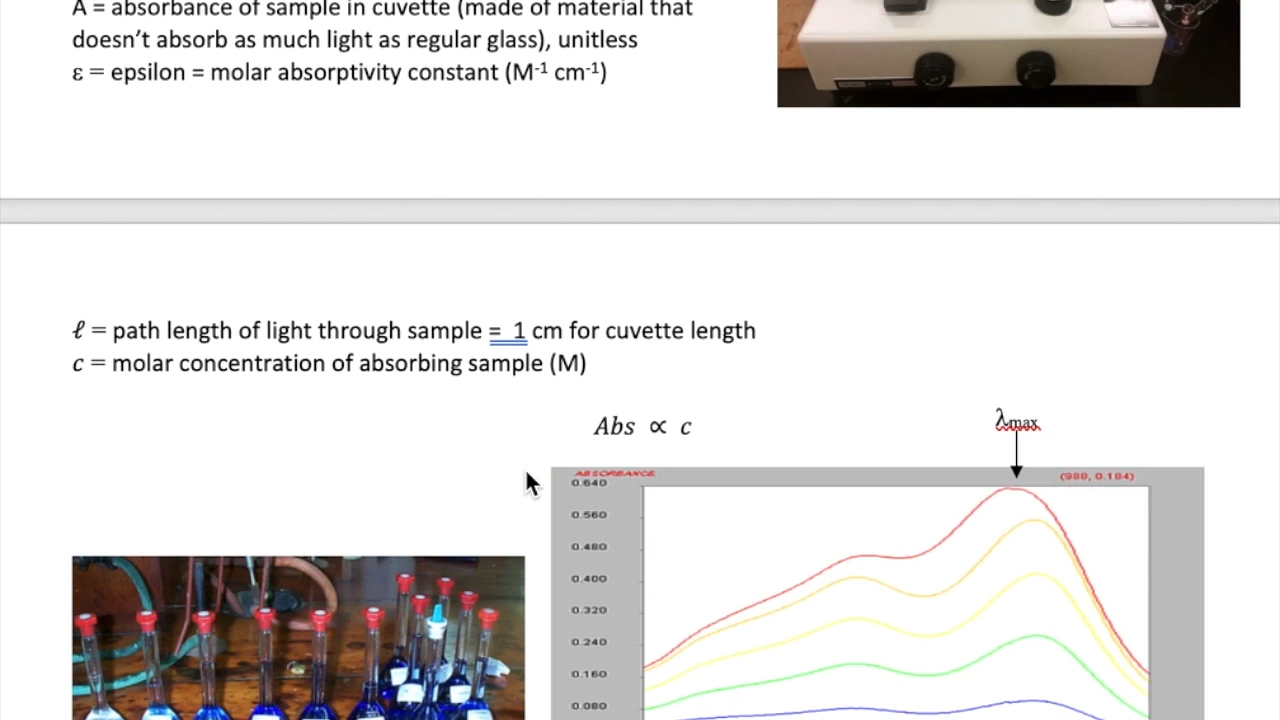 A = absorbance of sample in cuvette (made of material that
doesn't absorb as much light as regular glass), unitless
ε = epsilon = molar absorptivity constant (M⁻¹ cm⁻¹)
ℓ = path length of light through sample = 1 cm for cuvette length
c = molar concentration of absorbing sample (M)
Abs ∝ c
λmax
ABSORBANCE
(988, 0.184)
0.640
0.560
0.480
0.400
0.320
0.240
0.160
0.080